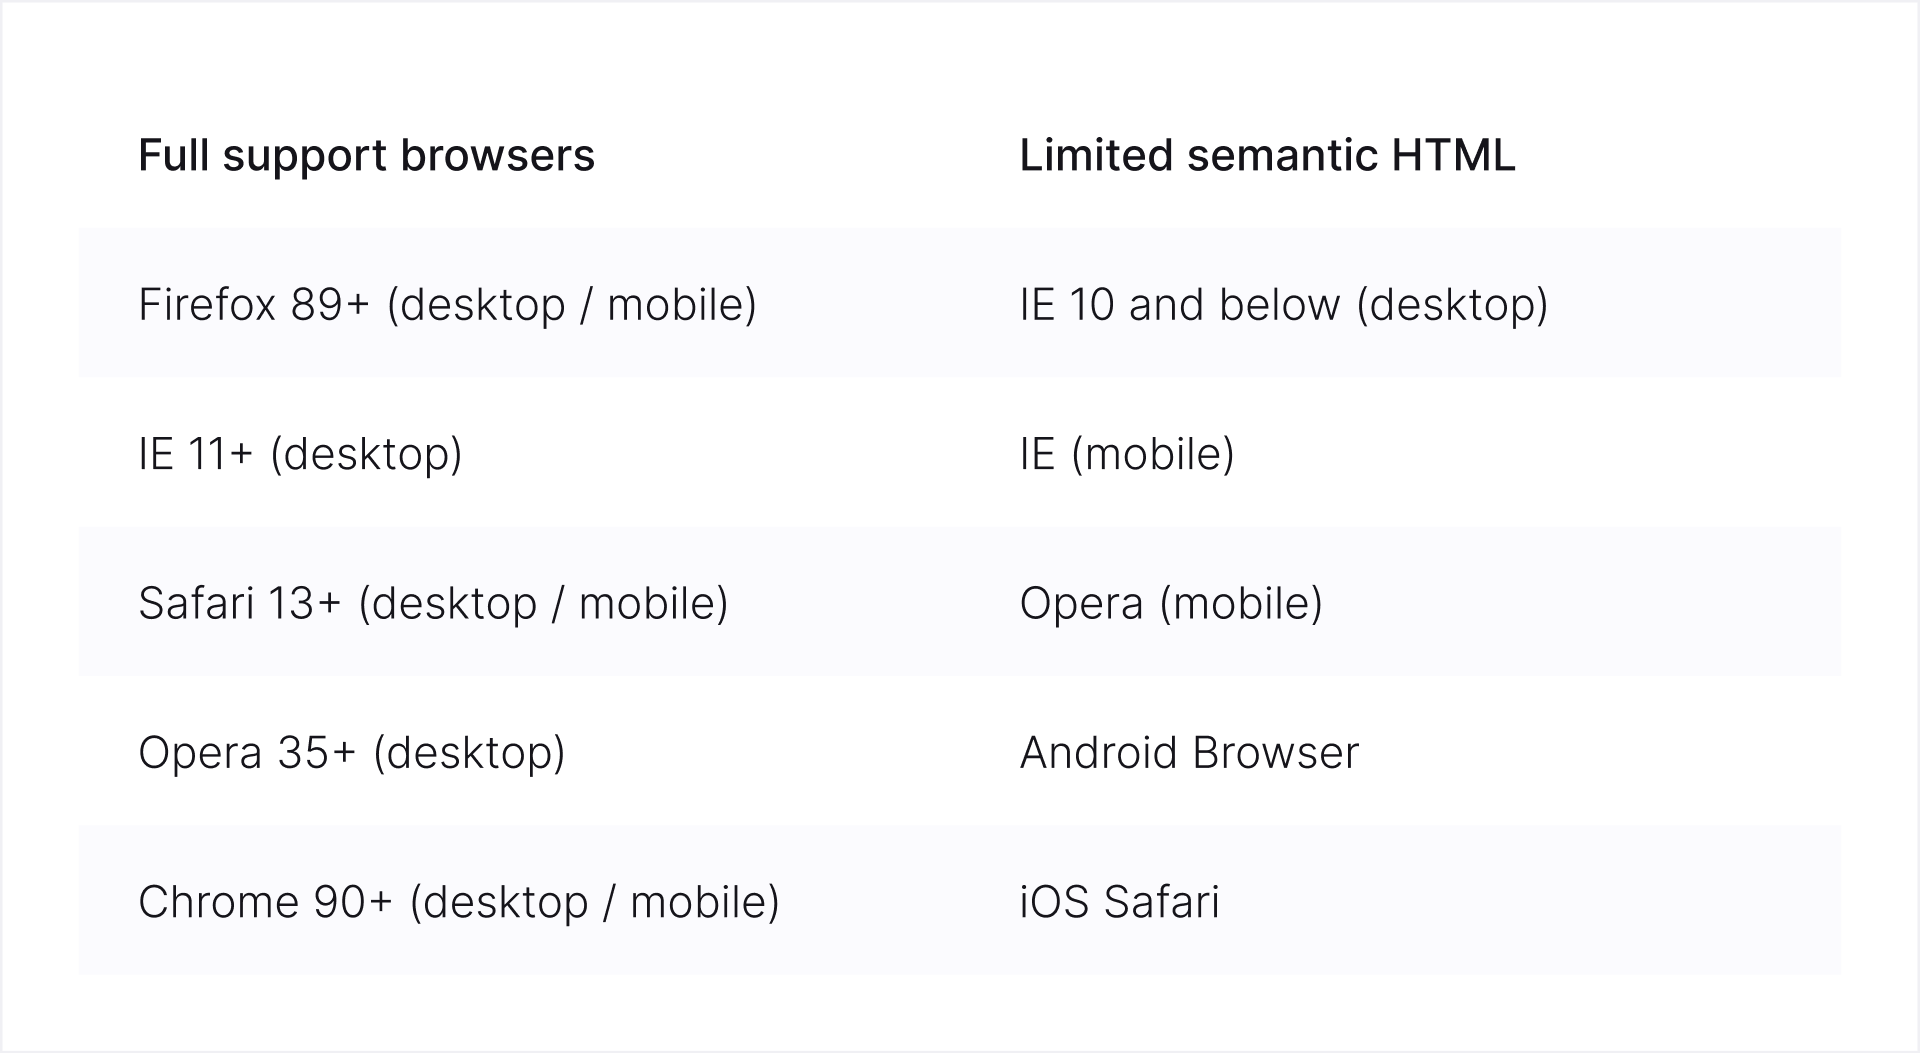 Full support browsers Limited semantic HTML
Firefox 89+ (desktop / mobile) IE 10 and below (desktop)
IE 11+ (desktop) IE (mobile)
Safari 13+ (desktop / mobile) Opera (mobile)
Opera 35+ (desktop) Android Browser
Chrome 90+ (desktop / mobile) iOS Safari